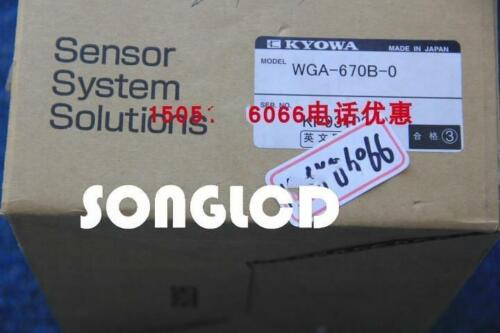 Sensor
System
Solutions
KYOWA
MADE IN JAPAN
MODEL
WGA-670B-0
SER. NO.
1505: 6066电话优惠
英文
合格③
SONGLCD